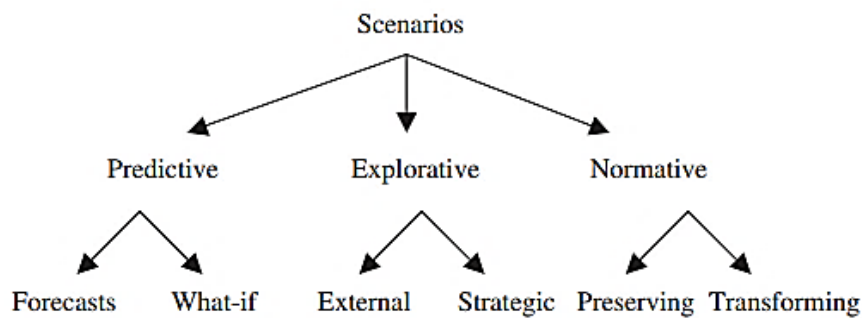 Scenarios
Predictive Explorative Normative
Forecasts What-if External Strategic Preserving Transforming